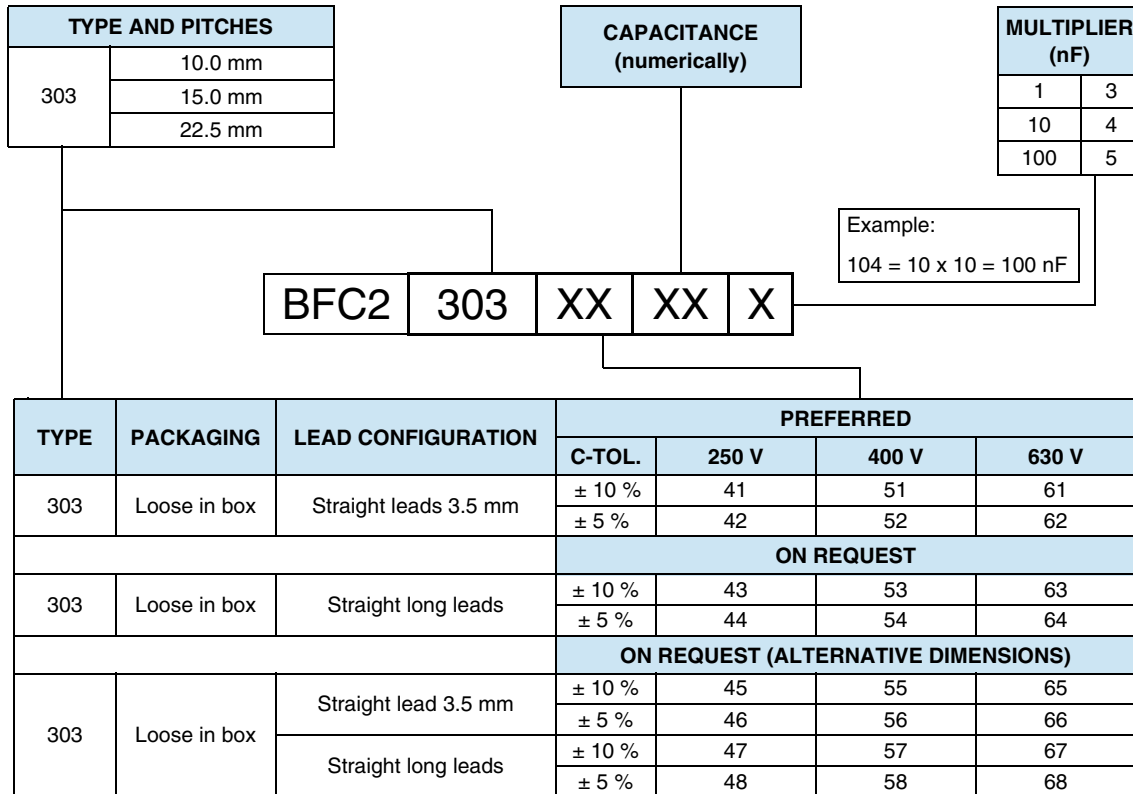 TYPE AND PITCHES
303
10.0 mm
15.0 mm
22.5 mm
CAPACITANCE
(numerically)
MULTIPLIER
(nF)
1 3
10 4
100 5
Example:
104 = 10 x 10 = 100 nF
BFC2 303 XX XX X
TYPE PACKAGING LEAD CONFIGURATION PREFERRED
C-TOL. 250 V 400 V 630 V
303 Loose in box Straight leads 3.5 mm ± 10 % 41 51 61
± 5 % 42 52 62
ON REQUEST
303 Loose in box Straight long leads ± 10 % 43 53 63
± 5 % 44 54 64
ON REQUEST (ALTERNATIVE DIMENSIONS)
303 Loose in box Straight lead 3.5 mm ± 10 % 45 55 65
± 5 % 46 56 66
Straight long leads ± 10 % 47 57 67
± 5 % 48 58 68